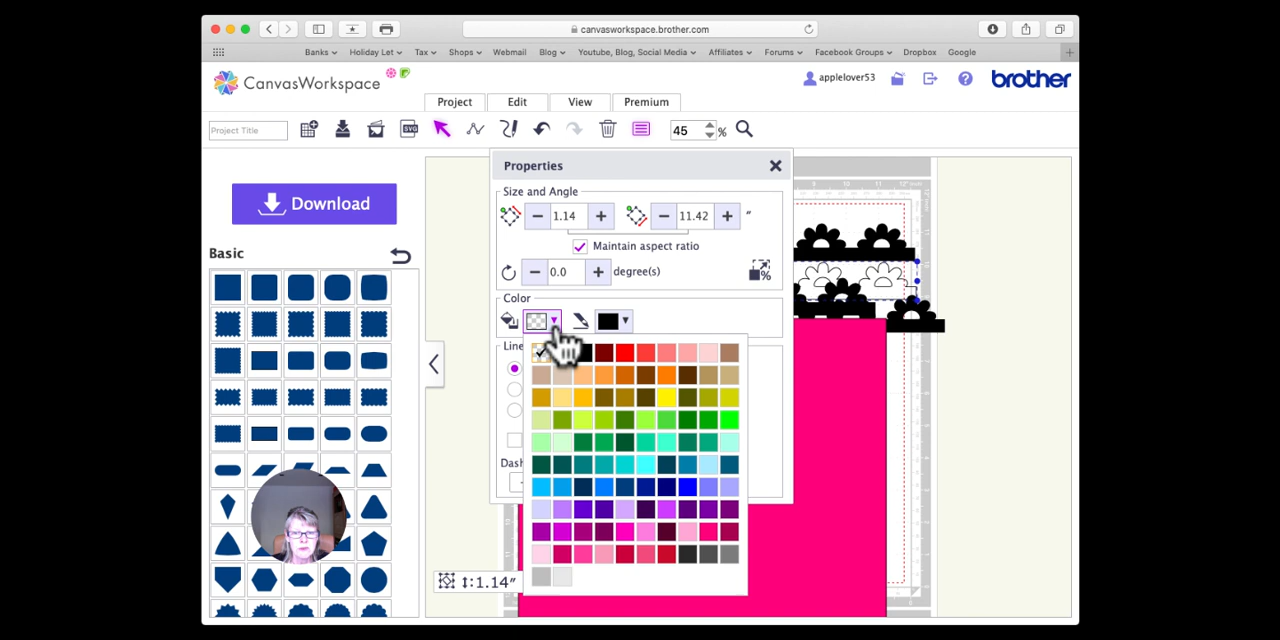 canvasworkspace.brother.com
Banks Holiday Let Tax Shops Webmail Blog Youtube, Blog, Social Media Affiliates Forums Facebook Groups Dropbox Google
CanvasWorkspace
applelover53
brother
Project Edit View Premium
Project Title
SVG
45 %
Properties
Download
Size and Angle
1.14
11.42 "
Basic
Maintain aspect ratio
0.0 degree(s)
%
Color
Line
Dash
1.14"